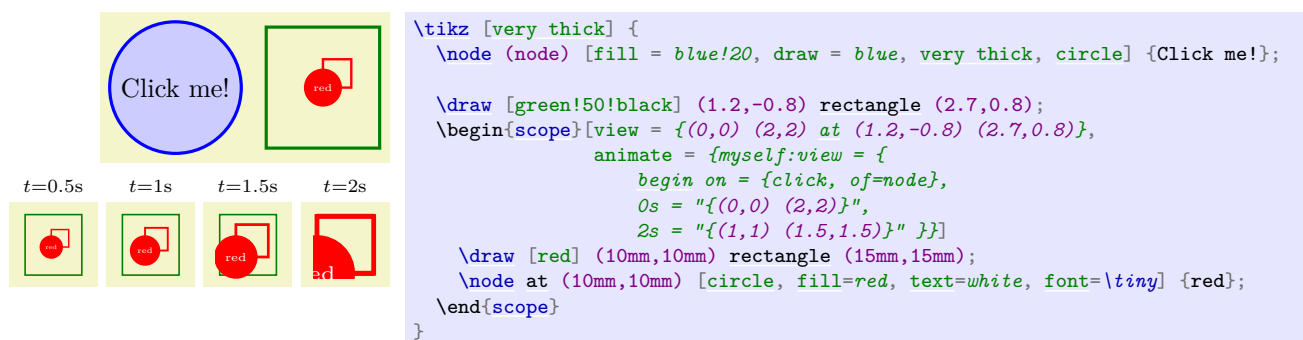 Click me!
red
t=0.5s t=1s t=1.5s t=2s
red red red ed
\tikz [very thick] {
  \node (node) [fill = blue!20, draw = blue, very thick, circle] {Click me!};
  \draw [green!50!black] (1.2,-0.8) rectangle (2.7,0.8);
  \begin{scope}[view = {(0,0) (2,2) at (1.2,-0.8) (2.7,0.8)},
                animate = {myself:view = {
                    begin on = {click, of=node},
                    0s = "{(0,0) (2,2)}",
                    2s = "{(1,1) (1.5,1.5)}" }}]
    \draw [red] (10mm,10mm) rectangle (15mm,15mm);
    \node at (10mm,10mm) [circle, fill=red, text=white, font=\tiny] {red};
  \end{scope}
}